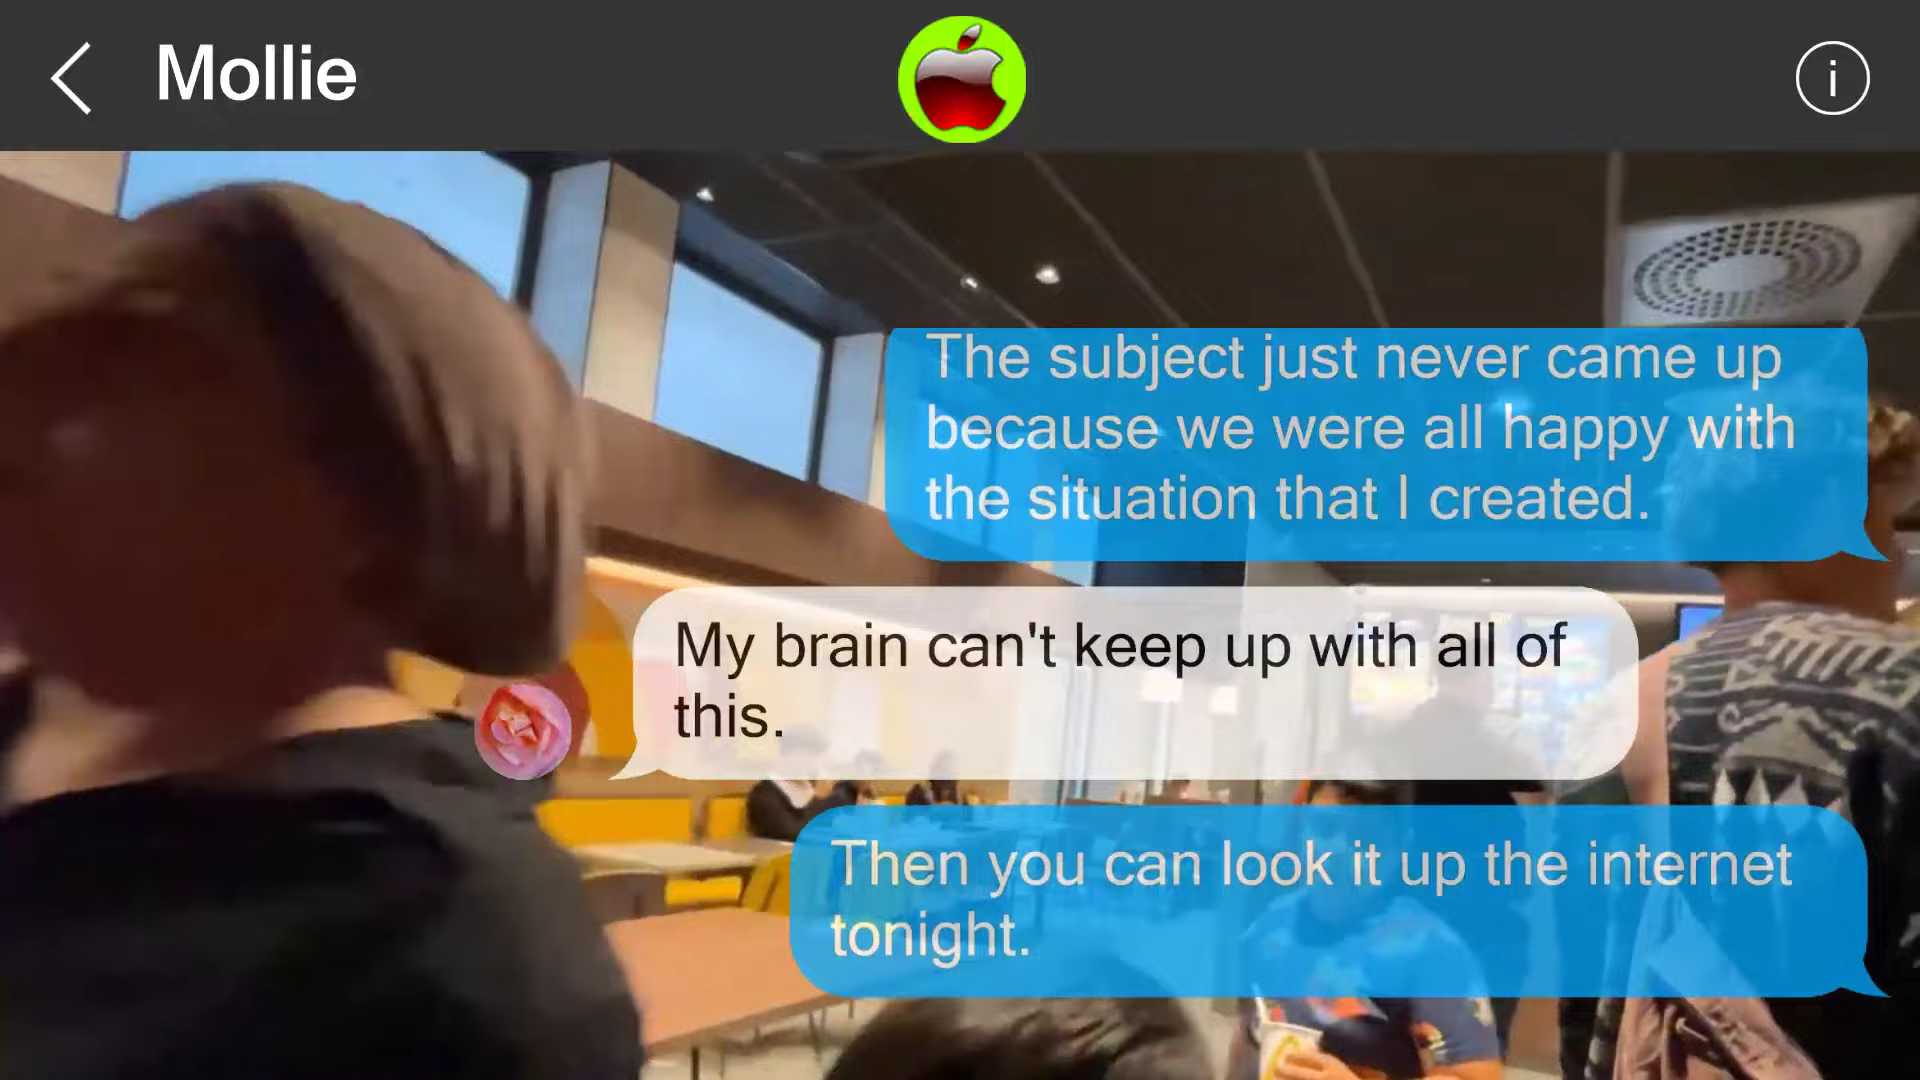 Mollie
i
The subject just never came up
because we were all happy with
the situation that I created.
My brain can't keep up with all of
this.
Then you can look it up the internet
tonight.